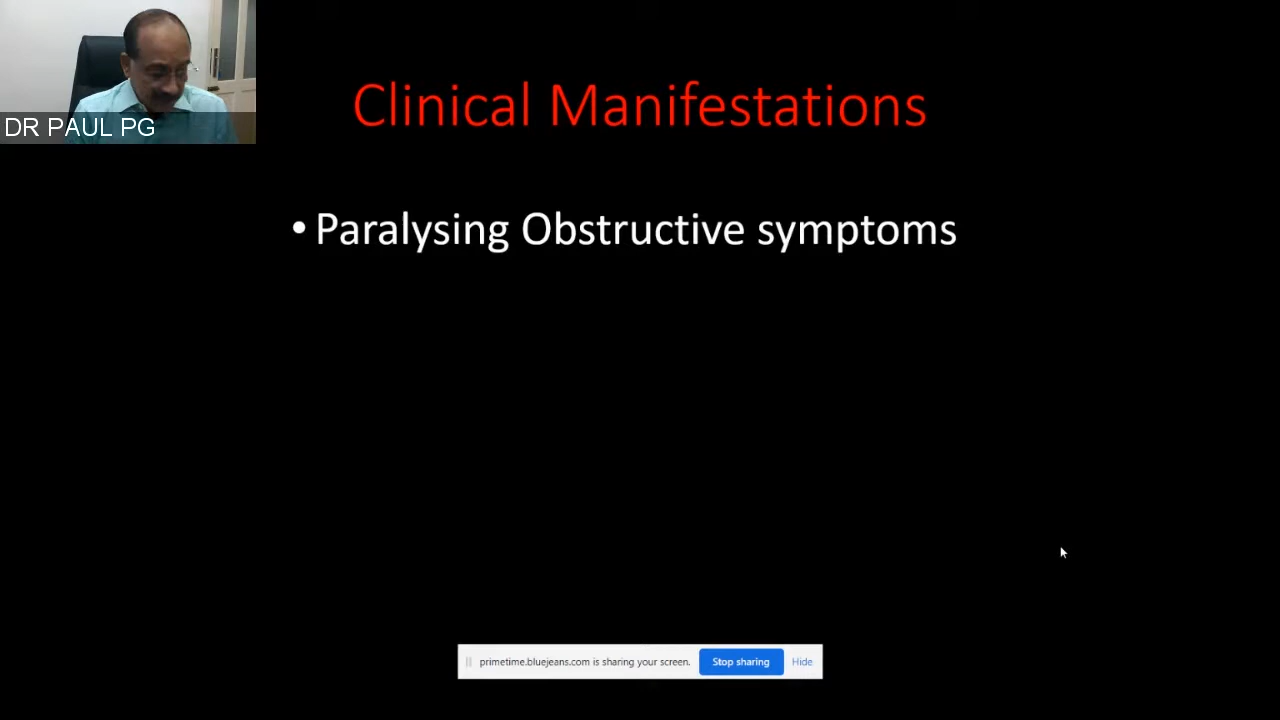 DR PAUL PG
Clinical Manifestations
• Paralysing Obstructive symptoms
primetime.bluejeans.com is sharing your screen. Stop sharing Hide